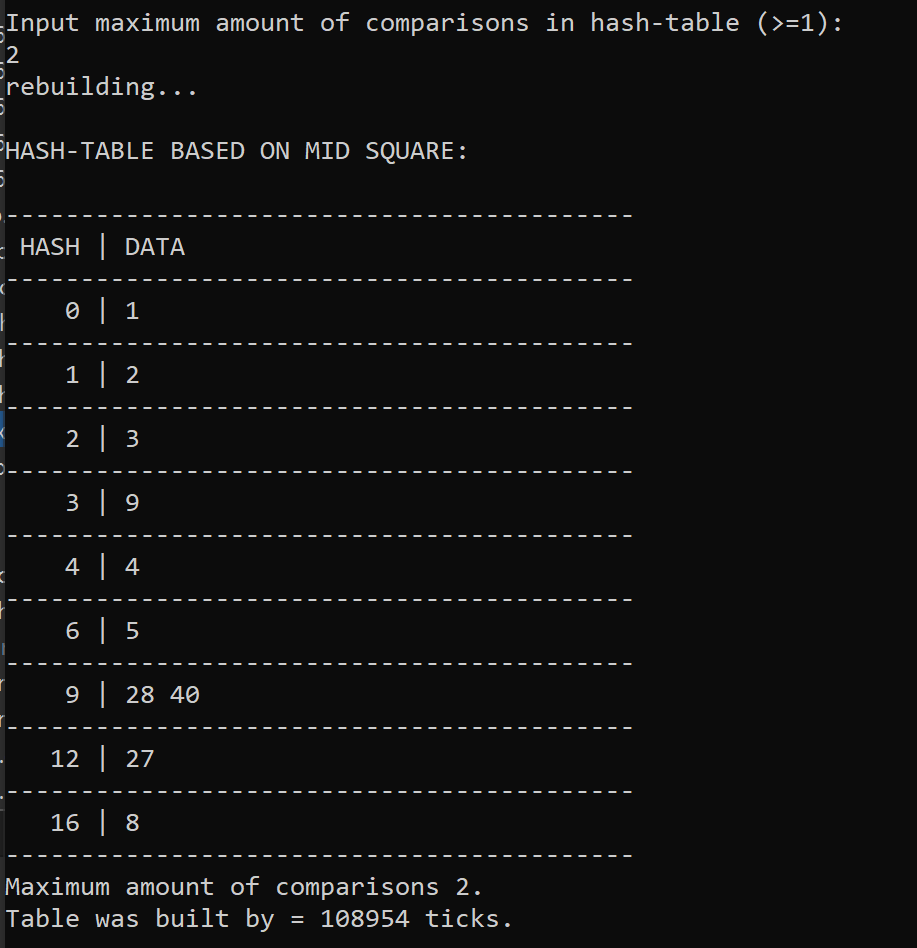 Input maximum amount of comparisons in hash-table (>=1):
2
rebuilding...
HASH-TABLE BASED ON MID SQUARE:
------------------------------------------
HASH | DATA
------------------------------------------
0 | 1
------------------------------------------
1 | 2
------------------------------------------
2 | 3
------------------------------------------
3 | 9
------------------------------------------
4 | 4
------------------------------------------
6 | 5
------------------------------------------
9 | 28 40
------------------------------------------
12 | 27
------------------------------------------
16 | 8
------------------------------------------
Maximum amount of comparisons 2.
Table was built by = 108954 ticks.